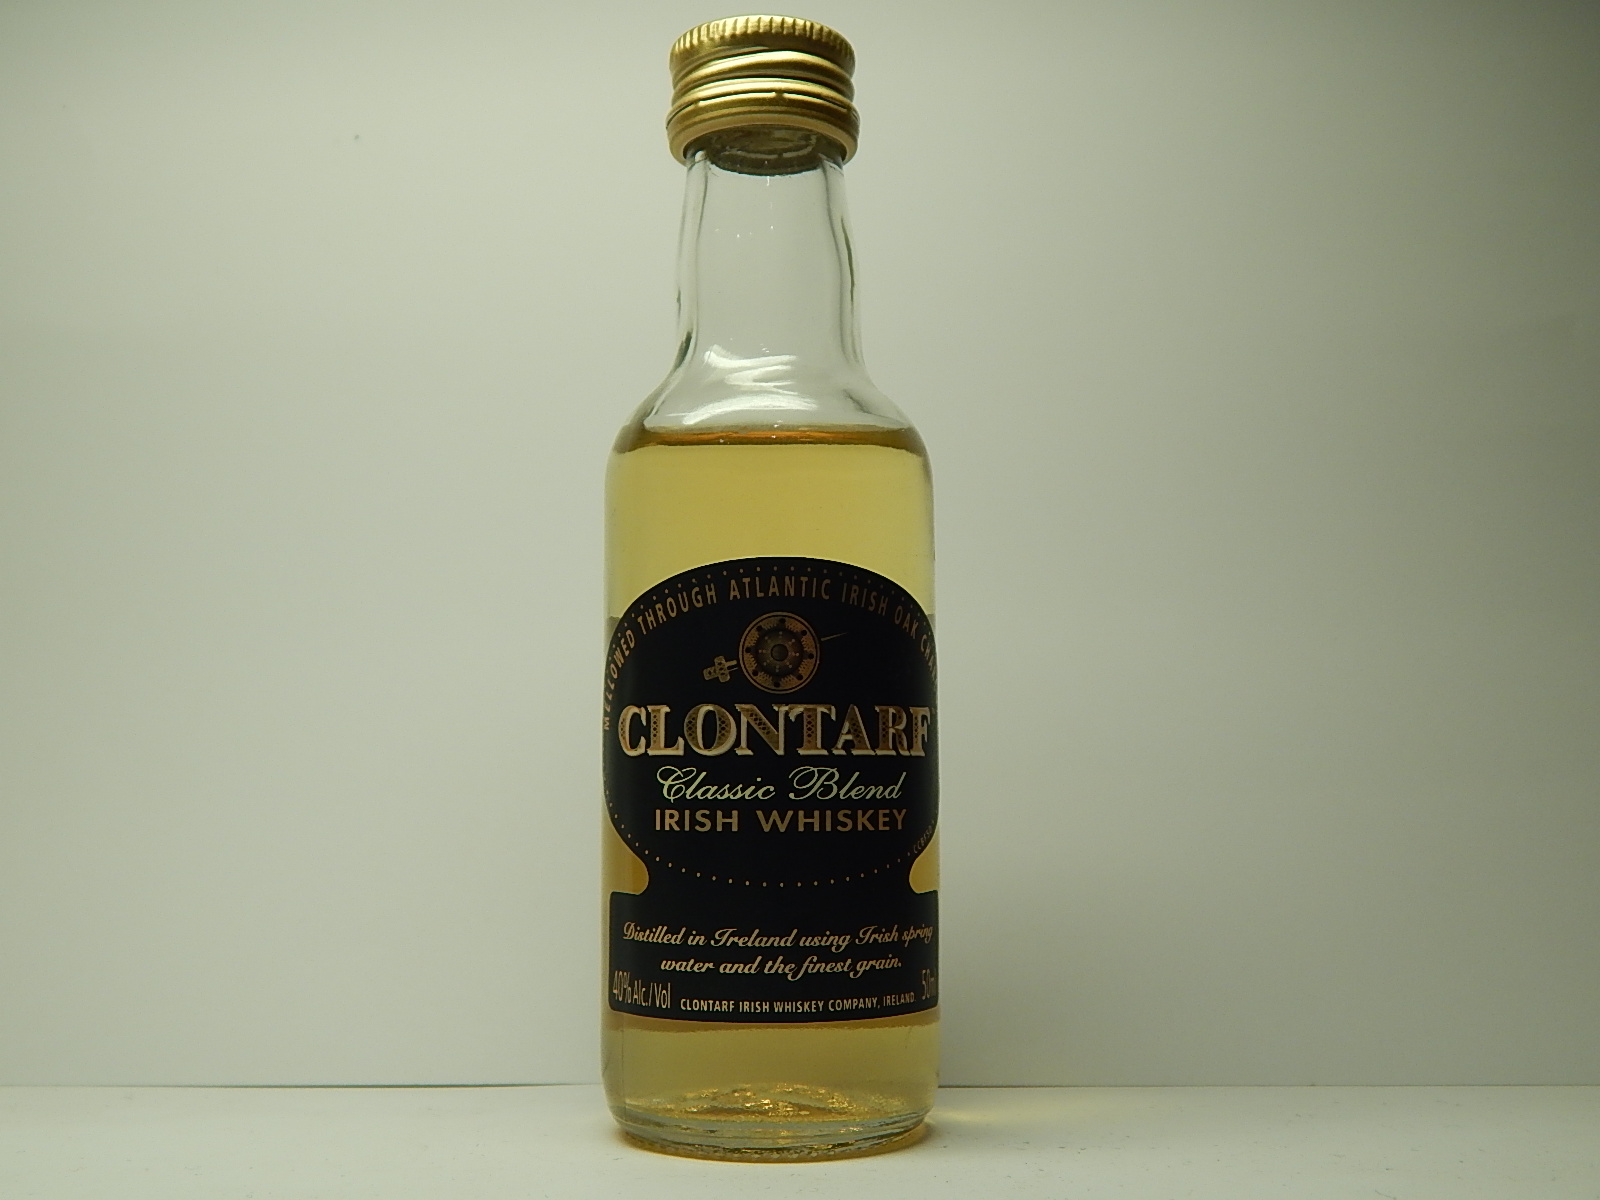 MELLOWED THROUGH ATLANTIC IRISH OAK
CLONTARF
Classic Blend
IRISH WHISKEY
Distilled in Ireland using Irish spring
water and the finest grain.
40% Alc./Vol CLONTARF IRISH WHISKEY COMPANY, IRELAND. 50ml